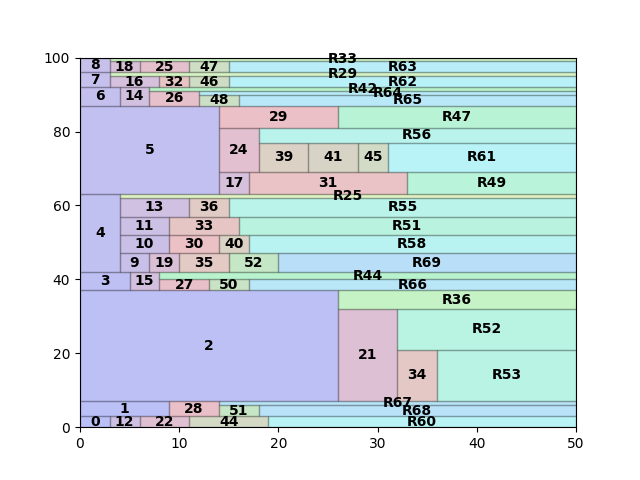 100
R33
8 18 25 47 R63
R29
7 16 32 46 R62
R42
R64
6 14 26 48 R65
29 R47
80
R56
5 24 39 41 45 R61
17 31 R49
R25
60
13 36 R55
11 33 R51
4
10 30 40 R58
9 19 35 52 R69
R44
40
3 15 27 50 R66
R36
R52
2 21
20
34 R53
R67
1 28 51 R68
0
0 12 22 44 R60
0 10 20 30 40 50